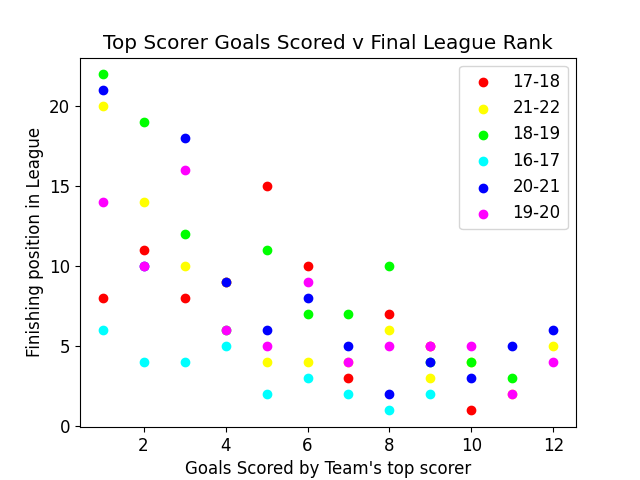 Top Scorer Goals Scored v Final League Rank
17-18
21-22
18-19
16-17
20-21
19-20
Finishing position in League
20
15
10
5
0
2 4 6 8 10 12
Goals Scored by Team's top scorer